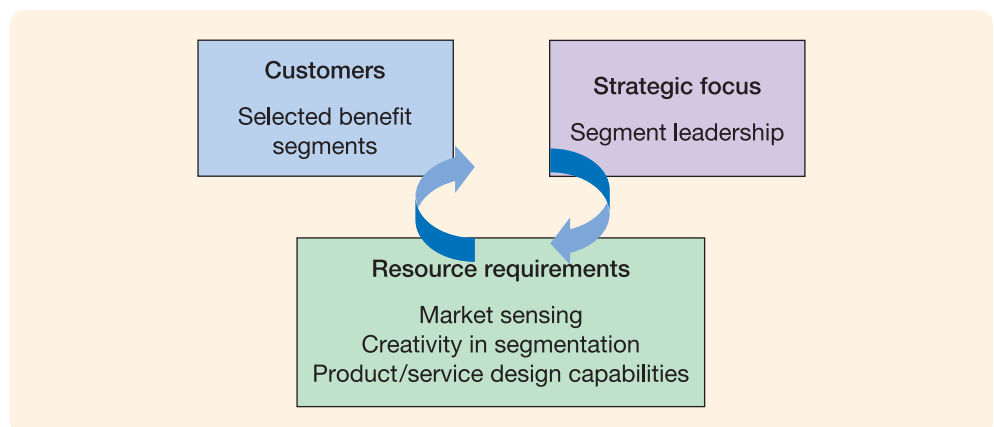 Customers
Selected benefit
segments
Strategic focus
Segment leadership
Resource requirements
Market sensing
Creativity in segmentation
Product/service design capabilities